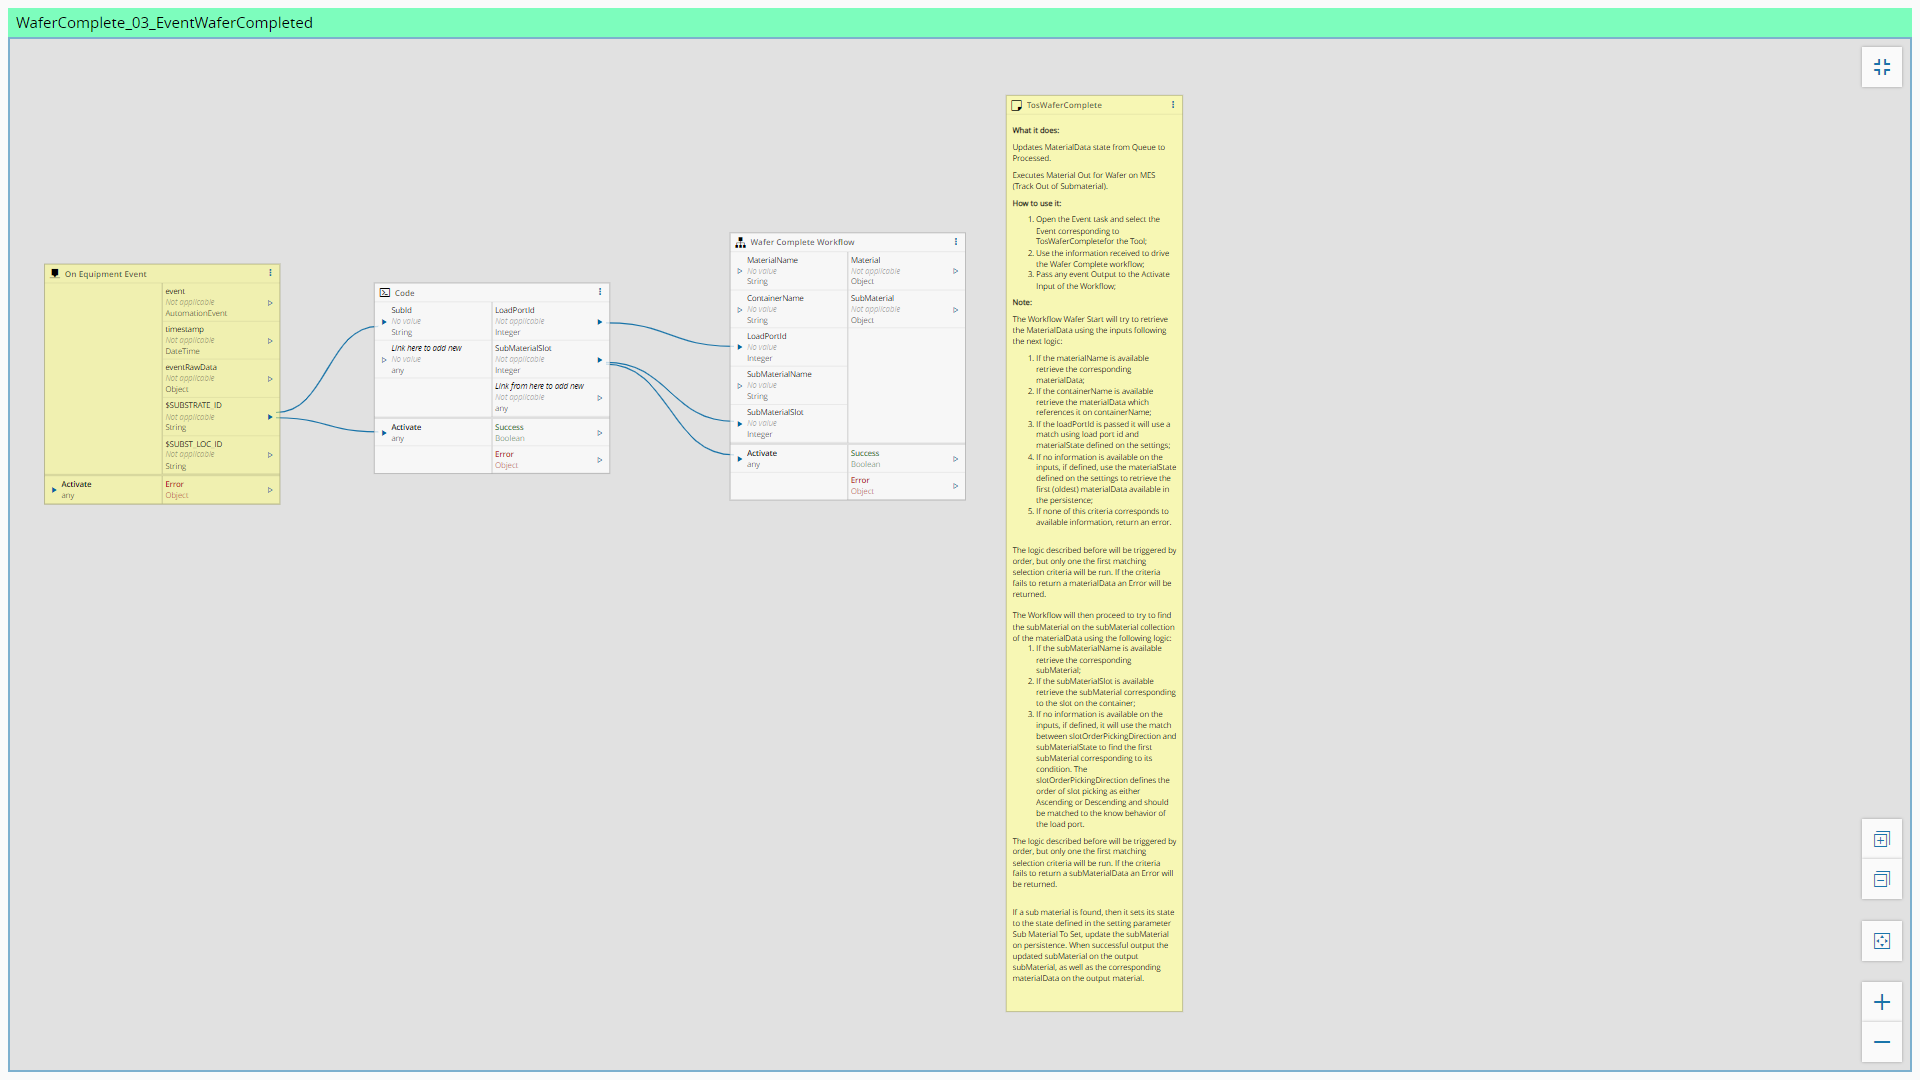 WaferComplete_03_EventWaferCompleted
On Equipment Event
event
Not applicable
AutomationEvent
timestamp
Not applicable
DateTime
eventRawData
Not applicable
Object
$SUBSTRATE_ID
Not applicable
String
$SUBST_LOC_ID
Not applicable
String
Activate
any
Error
Object
Code
SubId
No value
String
Link here to add new
No value
any
LoadPortId
Not applicable
Integer
SubMaterialSlot
Not applicable
Integer
Link from here to add new
Not applicable
any
Activate
any
Success
Boolean
Error
Object
Wafer Complete Workflow
MaterialName
No value
String
ContainerName
No value
String
LoadPortId
No value
Integer
SubMaterialName
No value
String
SubMaterialSlot
No value
Integer
Material
Not applicable
Object
SubMaterial
Not applicable
Object
Activate
any
Success
Boolean
Error
Object
TosWaferComplete
What it does:
Updates MaterialData state from Queue to
Processed.
Executes Material Out for Wafer on MES
(Track Out of Submaterial).
How to use it:
1. Open the Event task and select the
Event corresponding to
TosWaferCompletefor the Tool;
2. Use the information received to drive
the Wafer Complete workflow;
3. Pass any event Output to the Activate
Input of the Workflow;
Note:
The Workflow Wafer Start will try to retrieve
the MaterialData using the inputs following
the next logic:
1. If the materialName is available
retrieve the corresponding
materialData;
2. If the containerName is available
retrieve the materialData which
references it on containerName;
3. If the loadPortId is passed it will use a
match using load port id and
materialState defined on the settings;
4. If no information is available on the
inputs, if defined, use the materialState
defined on the settings to retrieve the
first (oldest) materialData available in
the persistence;
5. If none of this criteria corresponds to
available information, return an error.
The logic described before will be triggered by
order, but only one the first matching
selection criteria will be run. If the criteria
fails to return a materialData an Error will be
returned.
The Workflow will then proceed to try to find
the subMaterial on the subMaterial collection
of the materialData using the following logic:
1. If the subMaterialName is available
retrieve the corresponding
subMaterial;
2. If the subMaterialSlot is available
retrieve the subMaterial corresponding
to the slot on the container;
3. If no information is available on the
inputs, if defined, it will use the match
between slotOrderPickingDirection and
subMaterialState to find the first
subMaterial corresponding to its
condition. The
slotOrderPickingDirection defines the
order of slot picking as either
Ascending or Descending and should
be matched to the know behavior of
the load port.
The logic described before will be triggered by
order, but only one the first matching
selection criteria will be run. If the criteria
fails to return a subMaterialData an Error will
be returned.
If a sub material is found, then it sets its state
to the state defined in the setting parameter
Sub Material To Set, update the subMaterial
on persistence. When successful output the
updated subMaterial on the output
subMaterial, as well as the corresponding
materialData on the output material.